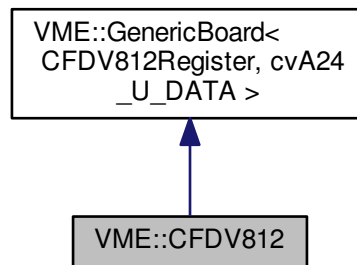 VME::GenericBoard<
CFDV812Register, cvA24
_U_DATA >
VME::CFDV812